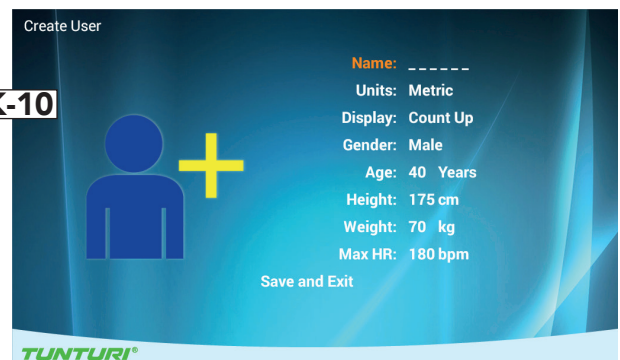 Create User
Name: _ _ _ _ _ _
-10
Units: Metric
Display: Count Up
Gender: Male
Age: 40 Years
Height: 175 cm
Weight: 70 kg
Max HR: 180 bpm
Save and Exit
TUNTURI®